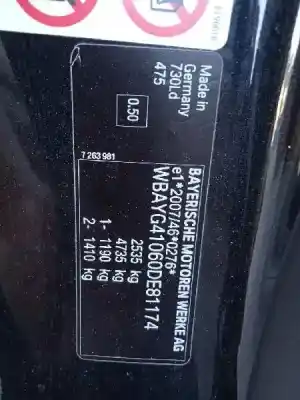 BAYERISCHE MOTOREN WERKE AG
e1*2007/46*0276*
WBAYG41060DE81174
2535 kg
4735 kg
1- 1190 kg
2- 1410 kg
Made in
Germany
730Ld
475
0.50
7 263 981